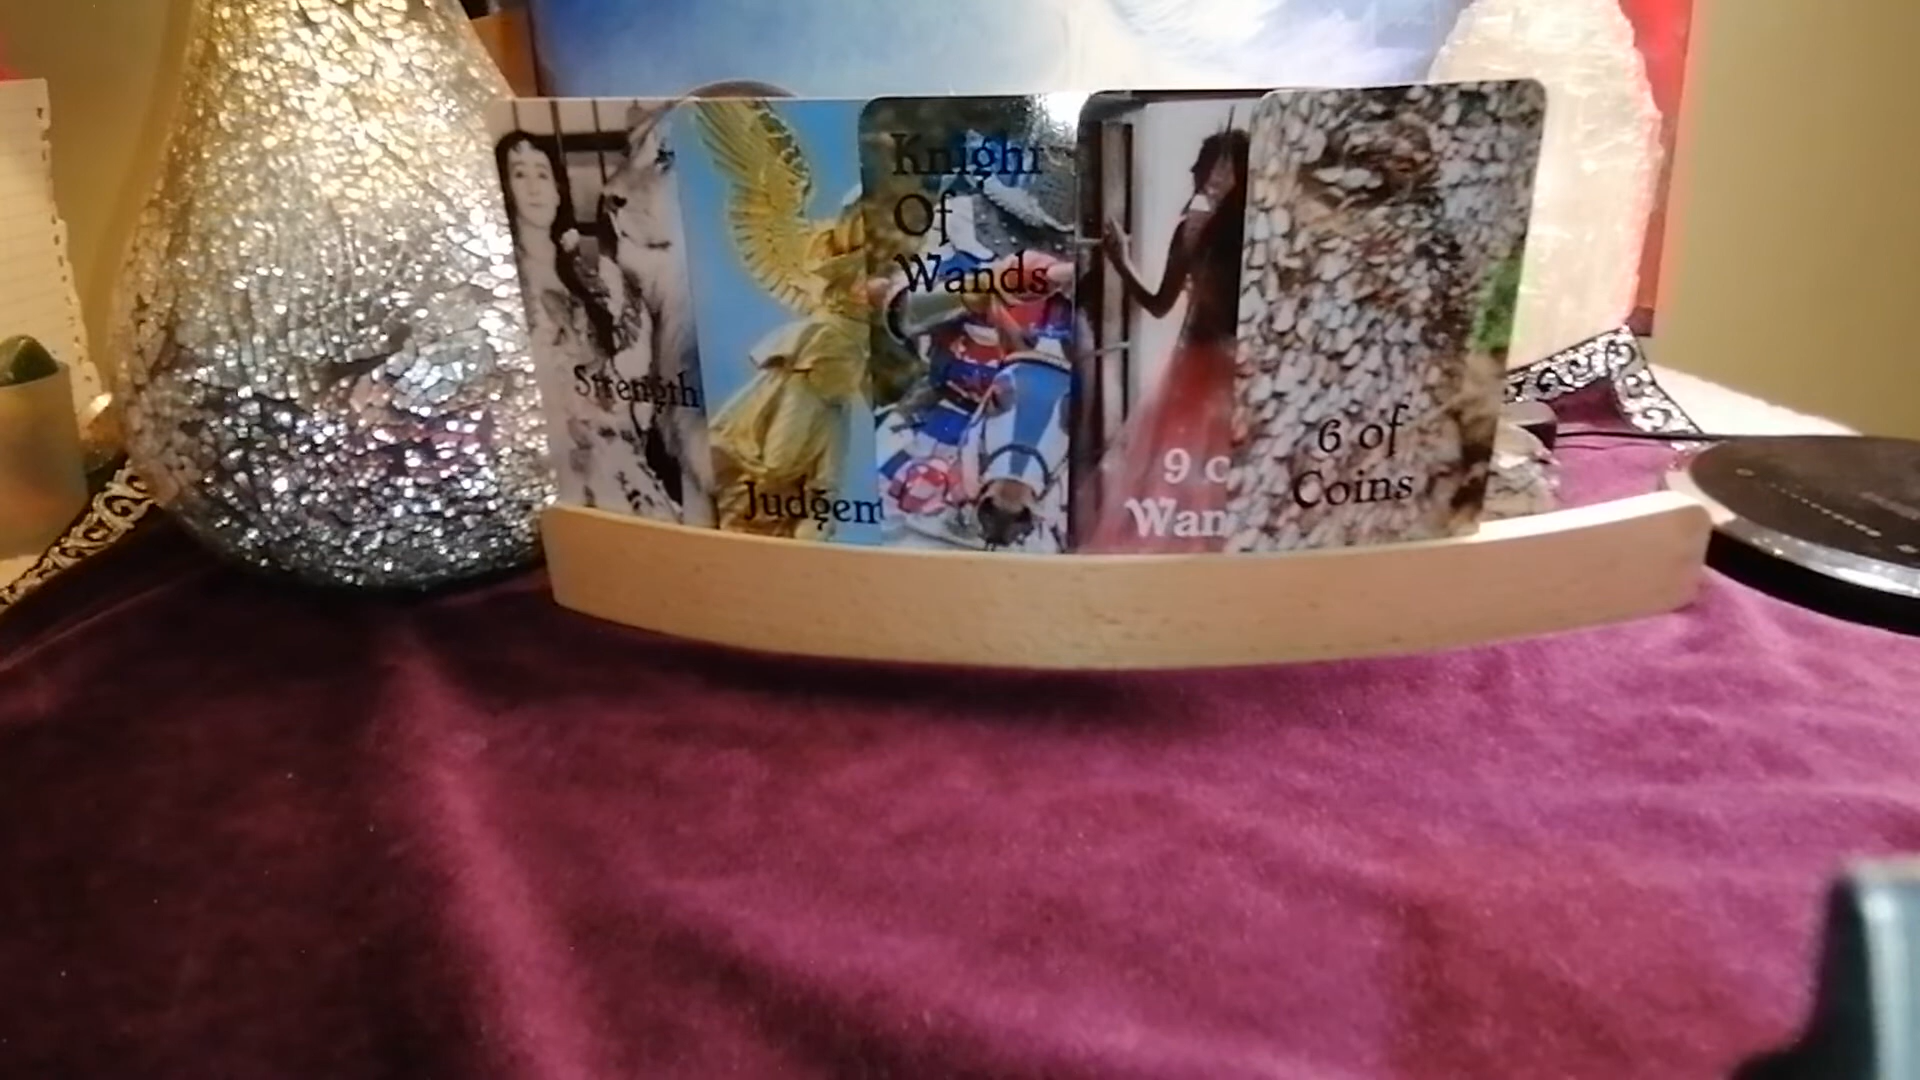 Strength
Judgem
Knight
Of
Wands
9 o
Wan
6 of
Coins